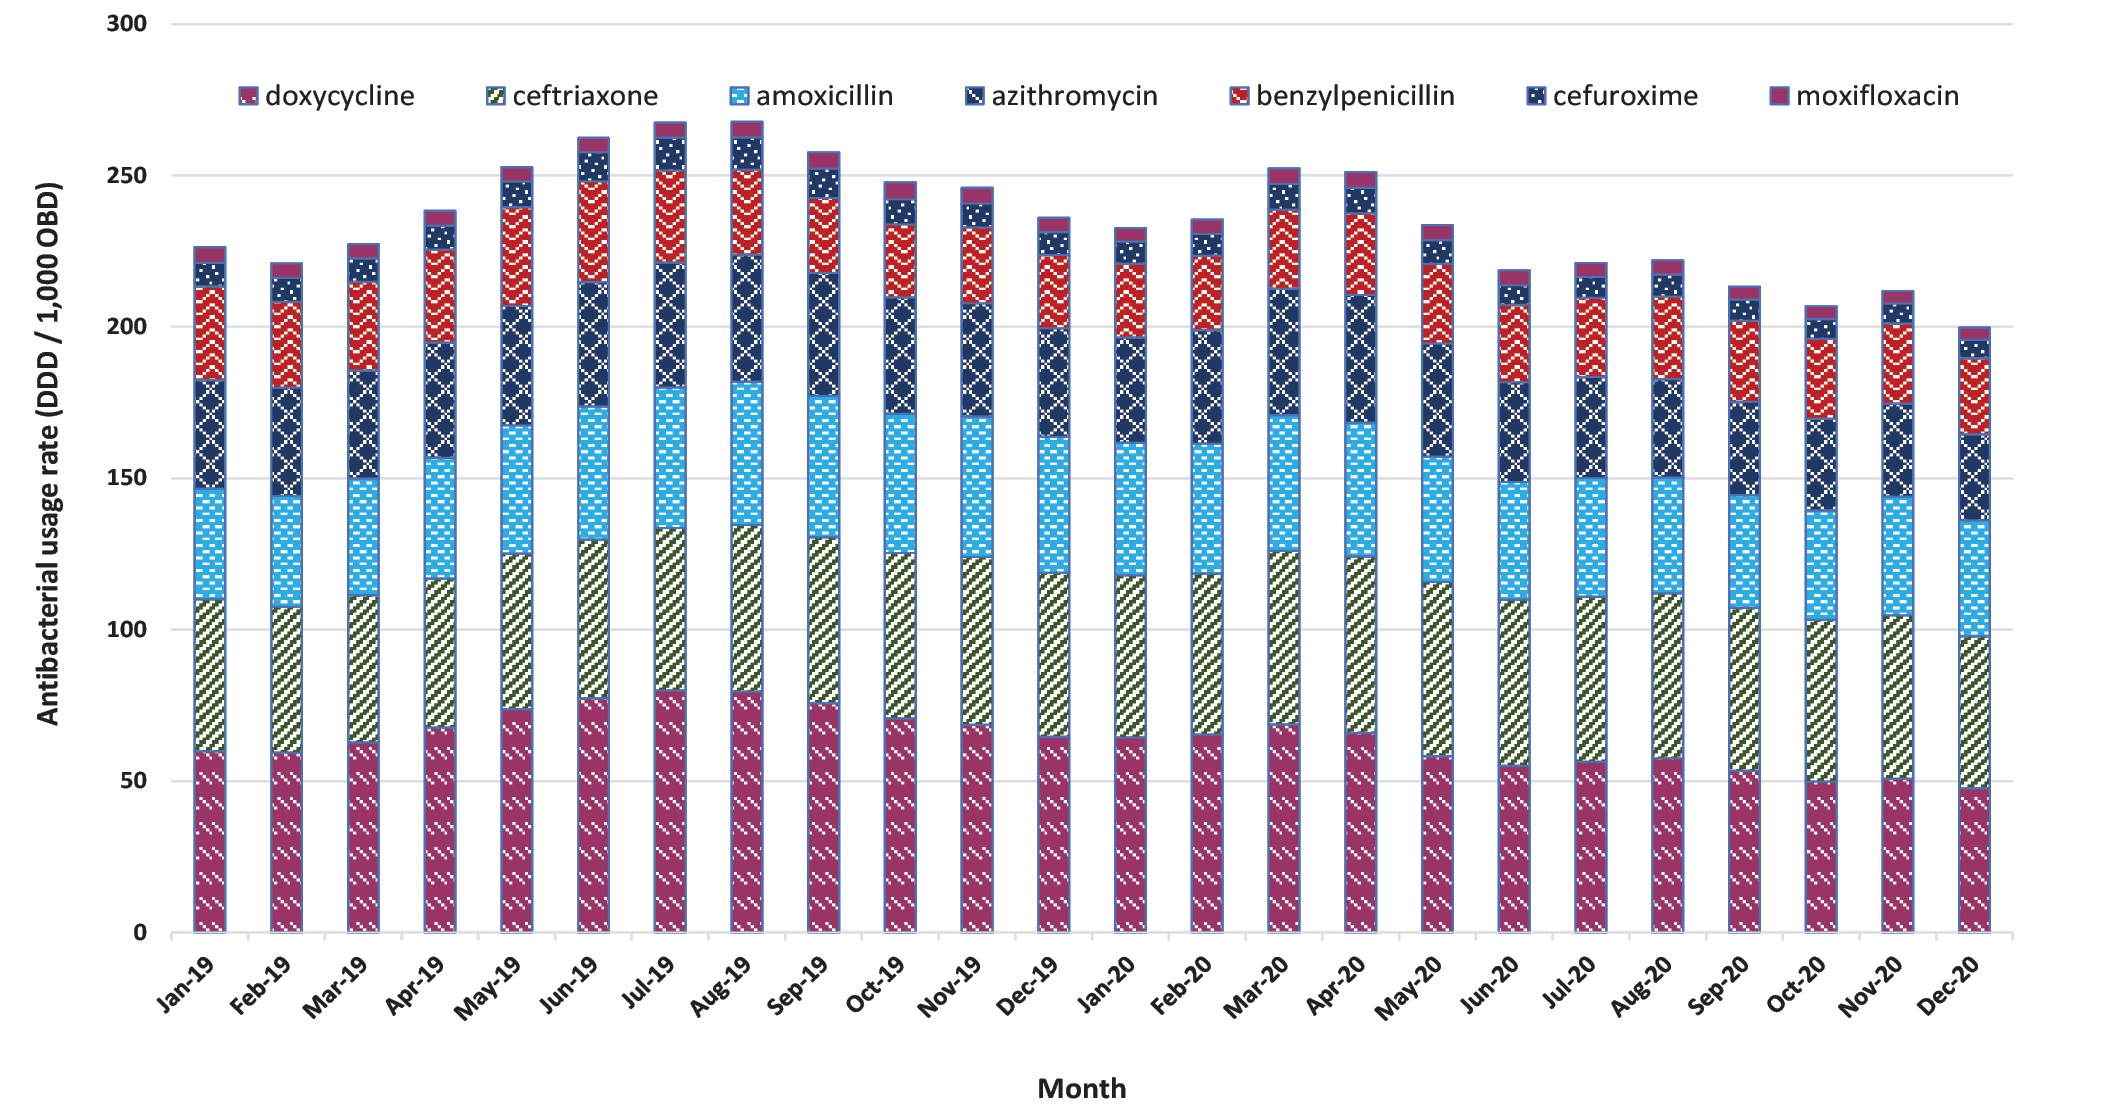 300
doxycycline ceftriaxone amoxicillin azithromycin benzylpenicillin cefuroxime moxifloxacin
250
200
150
100
50
0
Antibacterial usage rate (DDD / 1,000 OBD)
Jan-19 Feb-19 Mar-19 Apr-19 May-19 Jun-19 Jul-19 Aug-19 Sep-19 Oct-19 Nov-19 Dec-19 Jan-20 Feb-20 Mar-20 Apr-20 May-20 Jun-20 Jul-20 Aug-20 Sep-20 Oct-20 Nov-20 Dec-20
Month